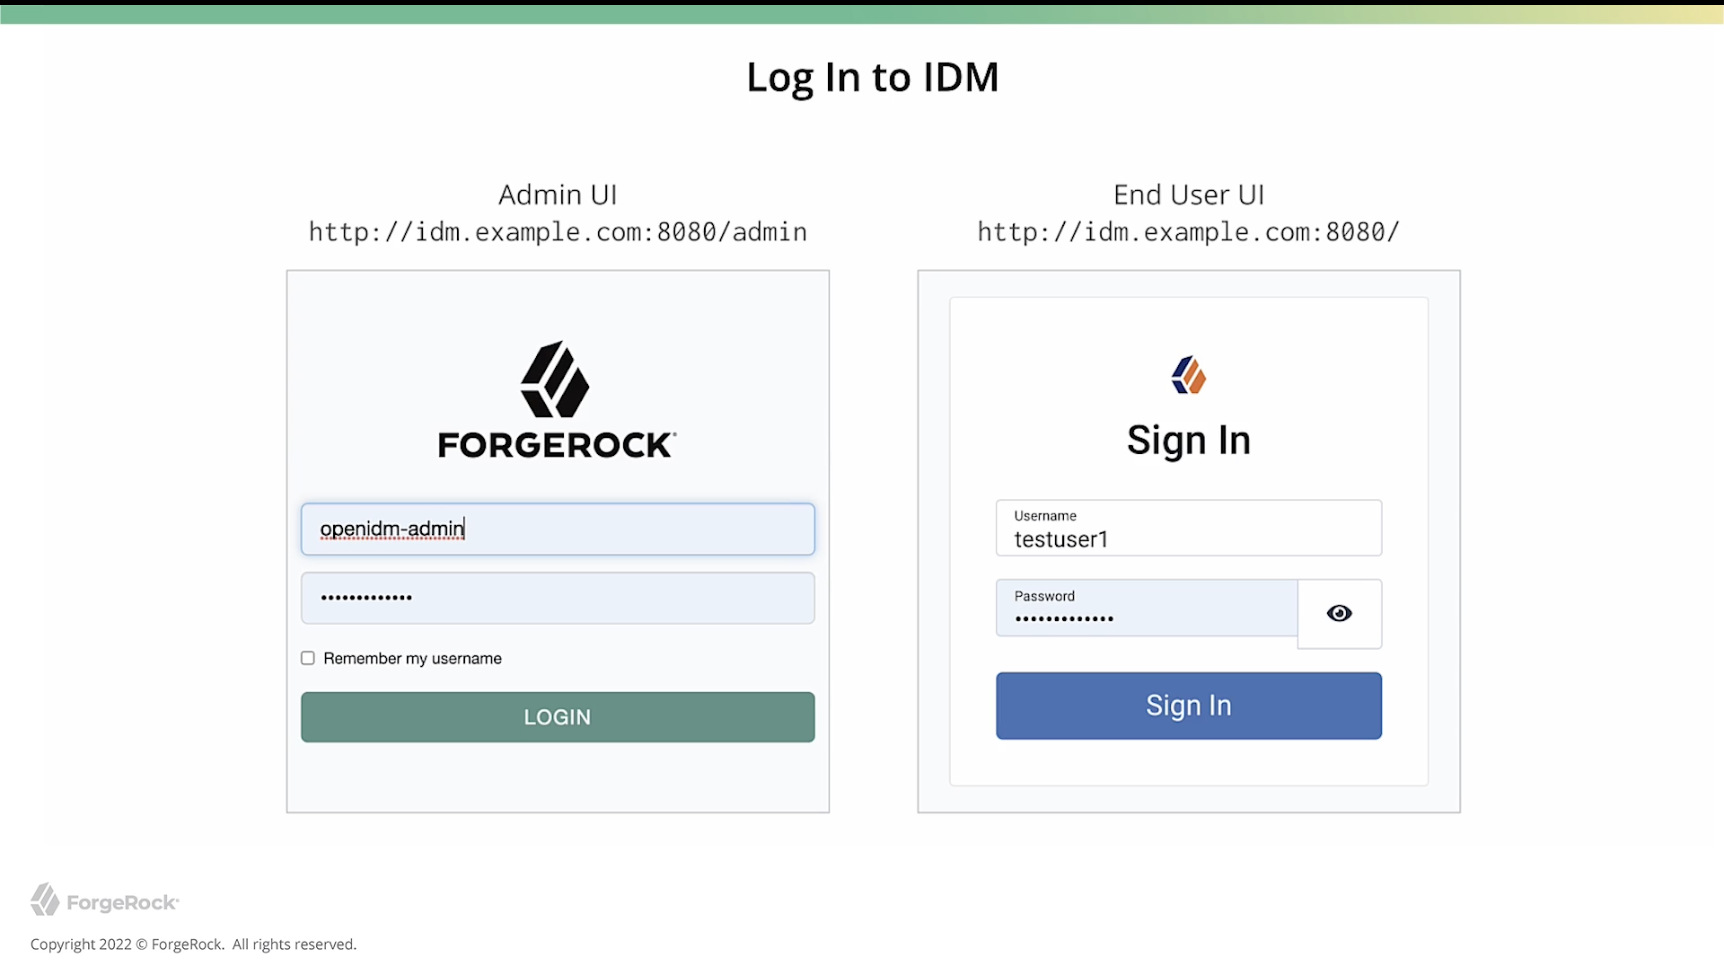 Log In to IDM
Admin UI
http://idm.example.com:8080/admin
FORGEROCK
openidm-admin
•••••••••••••
Remember my username
LOGIN
End User UI
http://idm.example.com:8080/
Sign In
Username
testuser1
Password
•••••••••••••
Sign In
ForgeRock
Copyright 2022 © ForgeRock. All rights reserved.